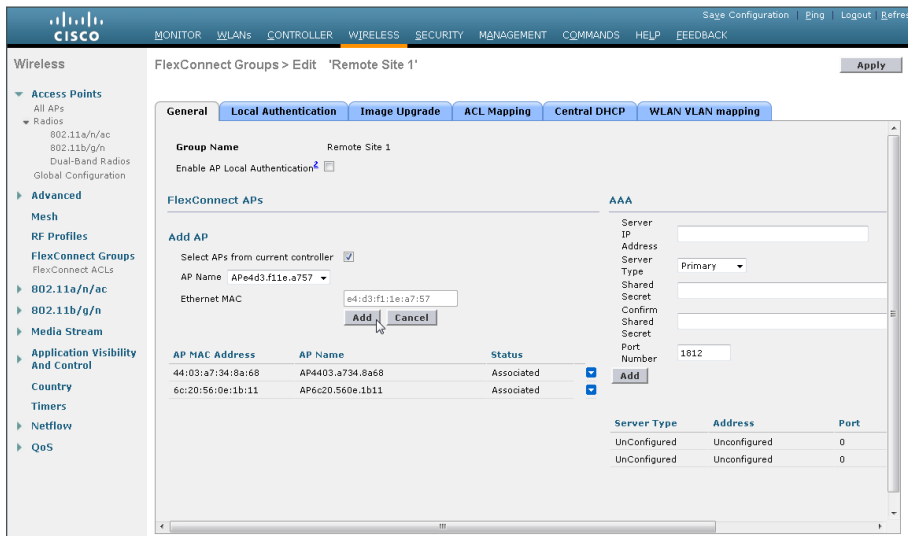 Save Configuration | Ping | Logout | Refres
CISCO
MONITOR WLANs CONTROLLER WIRELESS SECURITY MANAGEMENT COMMANDS HELP FEEDBACK
Wireless
Access Points
All APs
Radios
802.11a/n/ac
802.11b/g/n
Dual-Band Radios
Global Configuration
Advanced
Mesh
RF Profiles
FlexConnect Groups
FlexConnect ACLs
802.11a/n/ac
802.11b/g/n
Media Stream
Application Visibility
And Control
Country
Timers
Netflow
QoS
FlexConnect Groups > Edit 'Remote Site 1'
Apply
General Local Authentication Image Upgrade ACL Mapping Central DHCP WLAN VLAN mapping
Group Name Remote Site 1
Enable AP Local Authentication2
FlexConnect APs
Add AP
Select APs from current controller
AP Name APe4d3.f11e.a757
Ethernet MAC e4:d3:f1:1e:a7:57
Add Cancel
AP MAC Address AP Name Status
44:03:a7:34:8a:68 AP4403.a734.8a68 Associated
6c:20:56:0e:1b:11 AP6c20.560e.1b11 Associated
AAA
Server
IP
Address
Server
Type
Primary
Shared
Secret
Confirm
Shared
Secret
Port
Number
1812
Add
Server Type Address Port
UnConfigured Unconfigured 0
UnConfigured Unconfigured 0